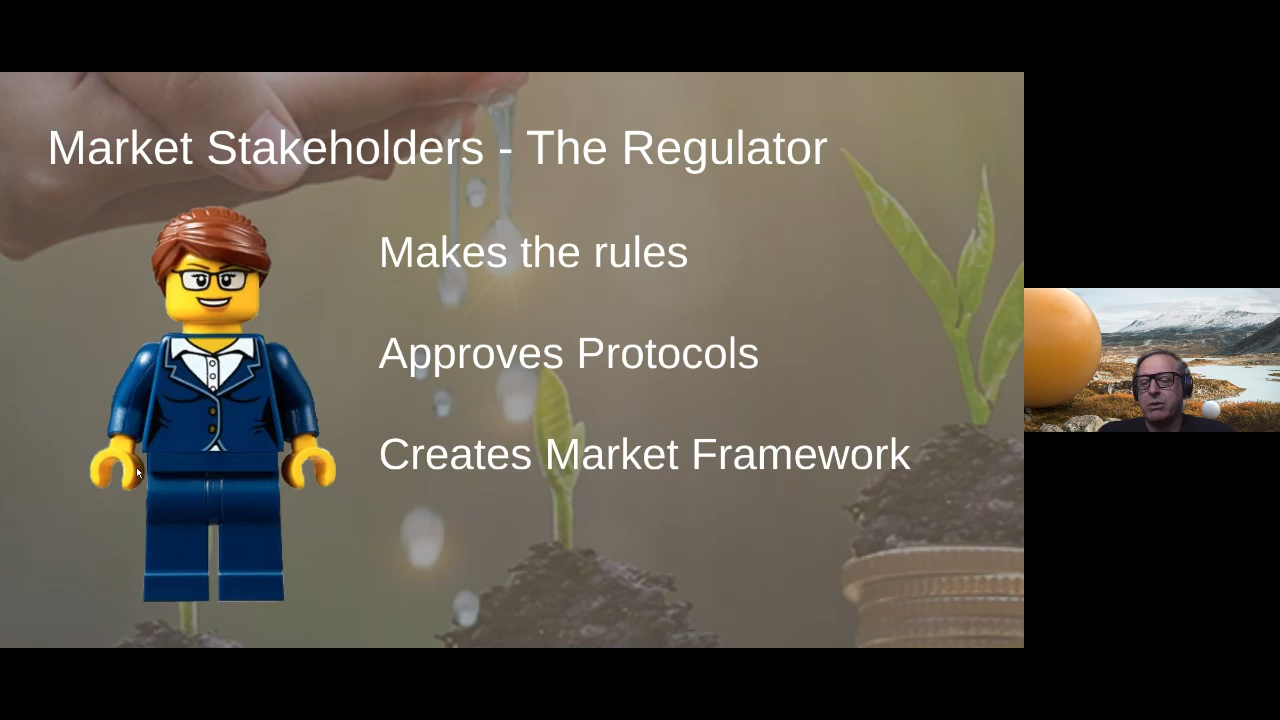 Market Stakeholders - The Regulator
Makes the rules
Approves Protocols
Creates Market Framework